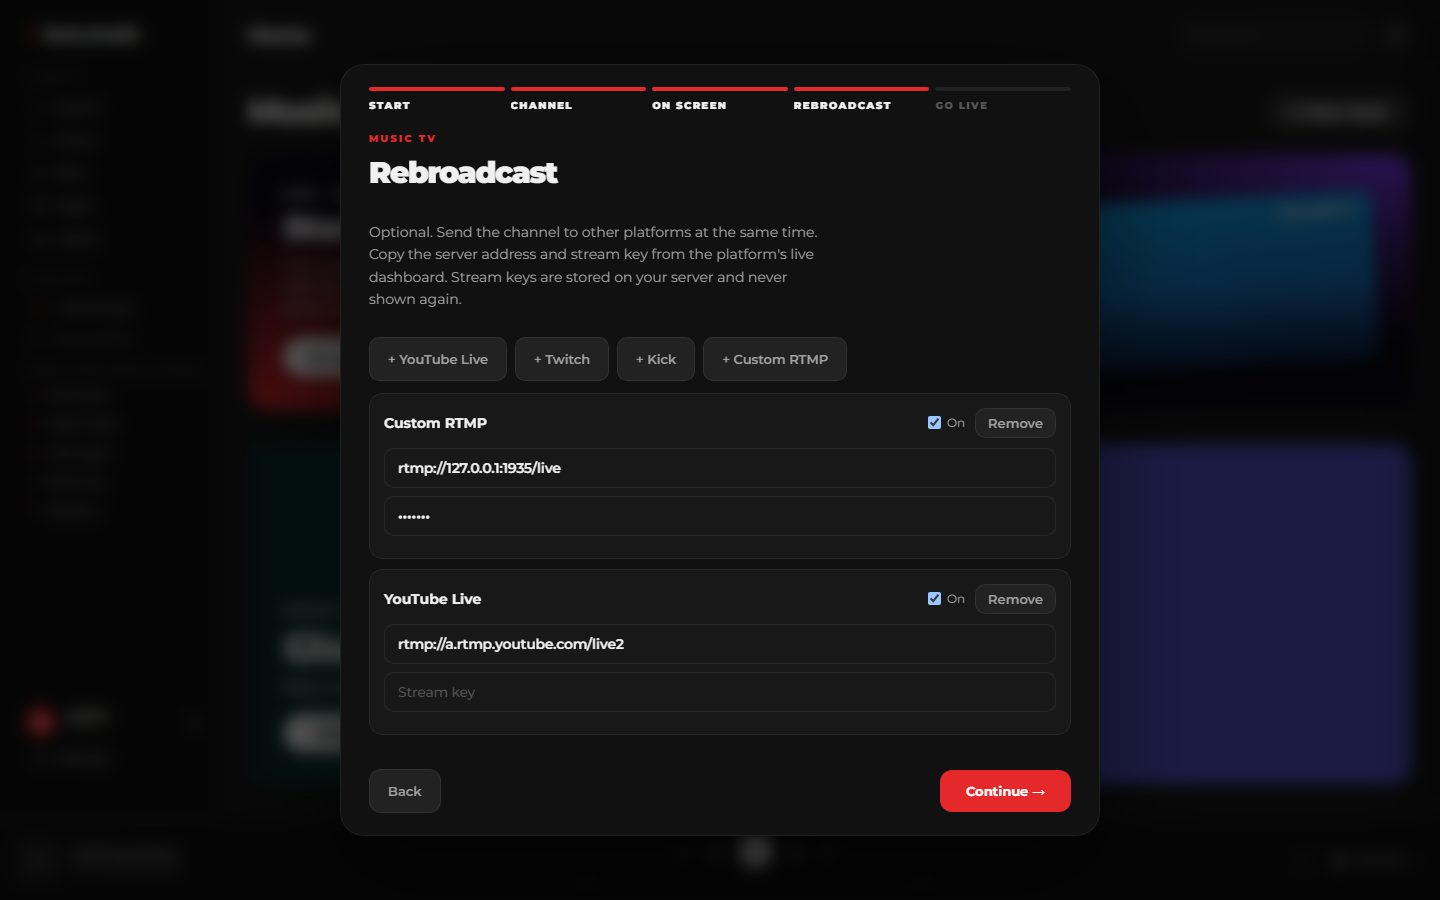 START
CHANNEL
ON SCREEN
REBROADCAST
GO LIVE
MUSIC TV
Rebroadcast
Optional. Send the channel to other platforms at the same time.
Copy the server address and stream key from the platform's live
dashboard. Stream keys are stored on your server and never
shown again.
+ YouTube Live
+ Twitch
+ Kick
+ Custom RTMP
Custom RTMP
On
Remove
rtmp://127.0.0.1:1935/live
•••••••
YouTube Live
On
Remove
rtmp://a.rtmp.youtube.com/live2
Stream key
Back
Continue →